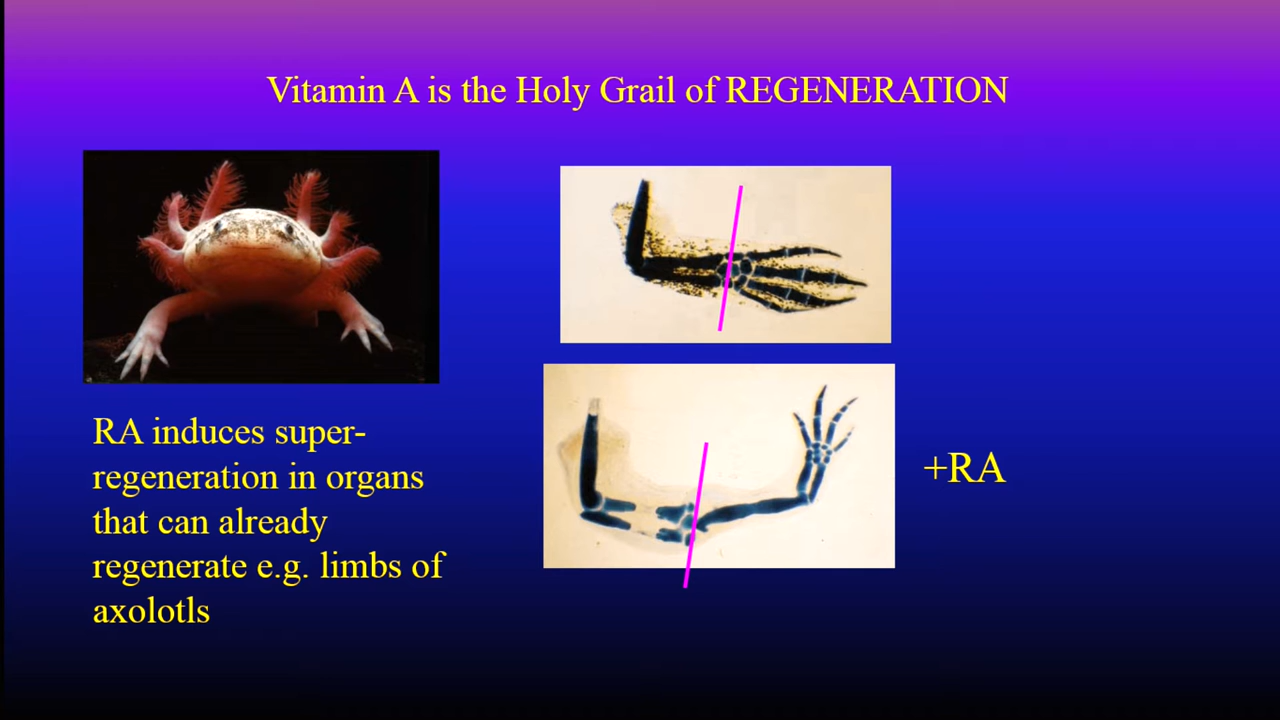 Vitamin A is the Holy Grail of REGENERATION
RA induces super-
regeneration in organs
that can already
regenerate e.g. limbs of
axolotls
+RA